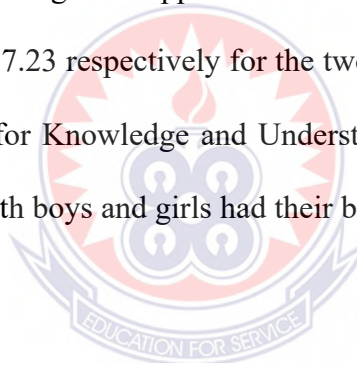 7.23 respectively for the two
for Knowledge and Underst
th boys and girls had their b
EDUCATION FOR SERVICE